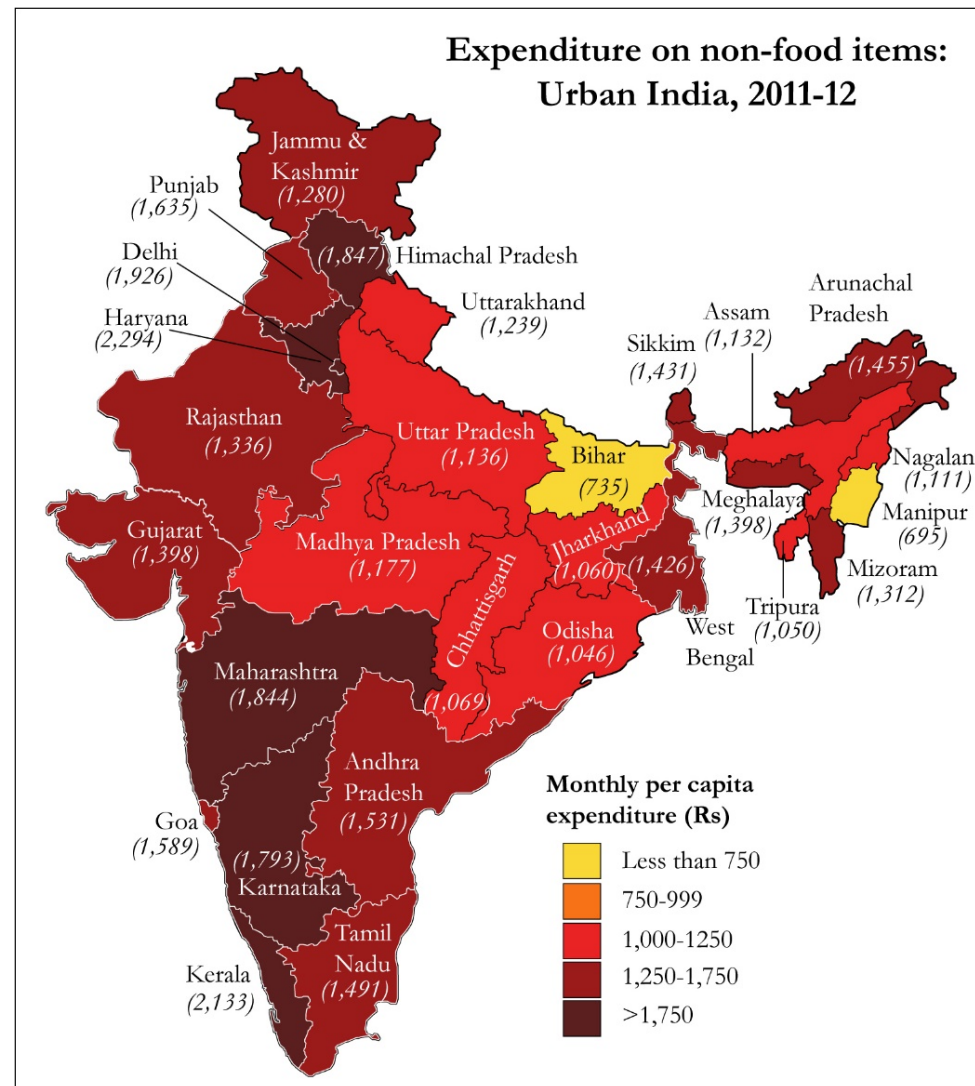 Expenditure on non-food items:
Urban India, 2011-12
Jammu &
Kashmir
(1,280)
Punjab
(1,635)
Delhi
(1,926)
Haryana
(2,294)
(1,847)
Himachal Pradesh
Uttarakhand
(1,239)
Arunachal
Pradesh
(1,455)
Assam
(1,132)
Sikkim
(1,431)
Rajasthan
(1,336)
Uttar Pradesh
(1,136)
Bihar
(735)
Nagalan
(1,111)
Meghalaya
(1,398)
Manipur
(695)
Gujarat
(1,398)
Madhya Pradesh
(1,177)
Jharkhand
(1,060)
(1,426)
West
Bengal
Mizoram
(1,312)
Tripura
(1,050)
Chhattisgarh
(1,069)
Odisha
(1,046)
Maharashtra
(1,844)
Andhra
Pradesh
(1,531)
Goa
(1,589)
(1,793)
Karnataka
Tamil
Nadu
(1,491)
Kerala
(2,133)
Monthly per capita
expenditure (Rs)
Less than 750
750-999
1,000-1250
1,250-1,750
>1,750